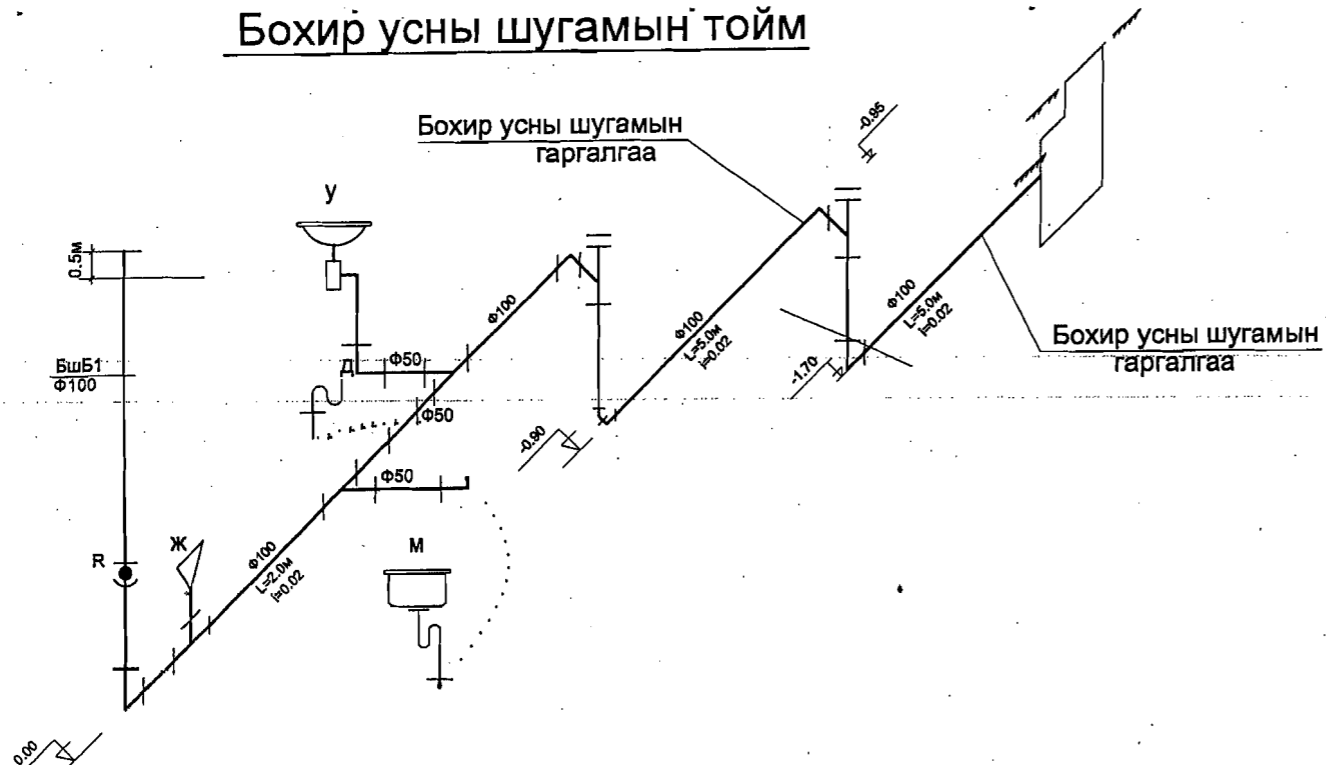 Бохир усны шугамын тойм
Бохир усны шугамын
гаргалгаа
-0.95
У
0.5м
Ф100
БшБ1
Ф100
Ф50
Д
Ф50
Ф50
Ф100
L=5.0м
i=0.02
Ф100
L=5.0м
i=0.02
Бохир усны шугамын
гаргалгаа
-1.70
-0.90
R
Ж
Ф100
L=2.0м
i=0.02
М
0.00